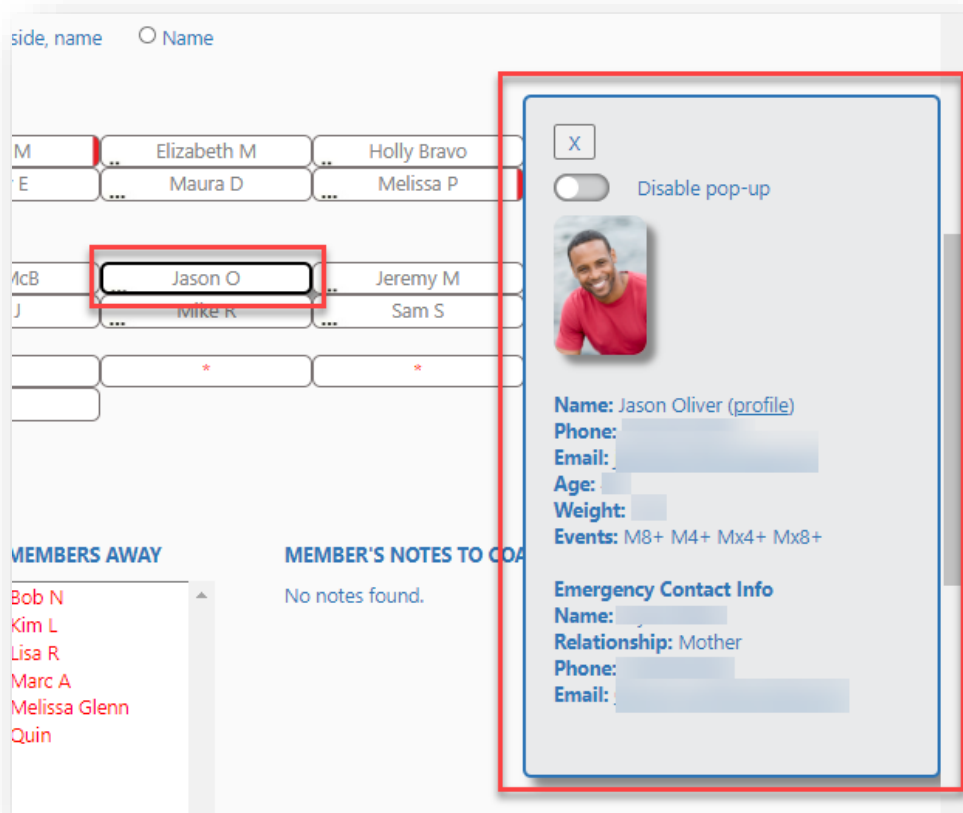 side, name Name
M Elizabeth M Holly Bravo
E Maura D Melissa P
McB Jason O Jeremy M
J Mike R Sam S
* *
MEMBERS AWAY
Bob N
Kim L
Lisa R
Marc A
Melissa Glenn
Quin
MEMBER'S NOTES TO COA
No notes found.
X
Disable pop-up
Name: Jason Oliver (profile)
Phone:
Email:
Age:
Weight:
Events: M8+ M4+ Mx4+ Mx8+
Emergency Contact Info
Name:
Relationship: Mother
Phone:
Email: